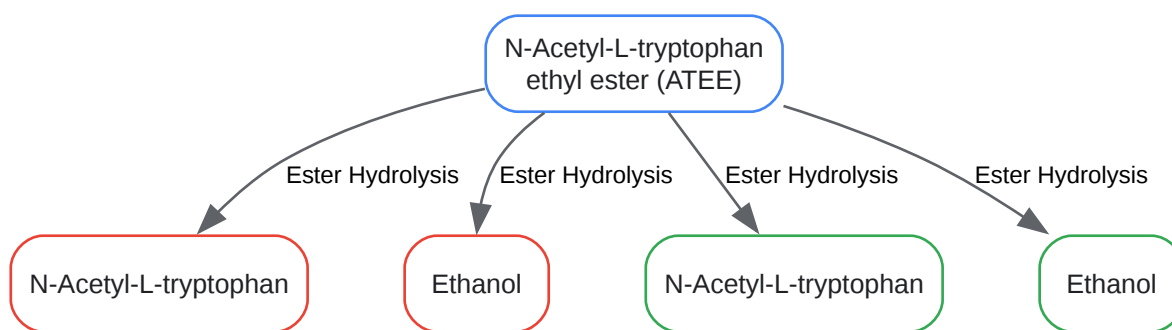 N-Acetyl-L-tryptophan
ethyl ester (ATEE)
Ester Hydrolysis
Ester Hydrolysis
Ester Hydrolysis
Ester Hydrolysis
N-Acetyl-L-tryptophan
Ethanol
N-Acetyl-L-tryptophan
Ethanol